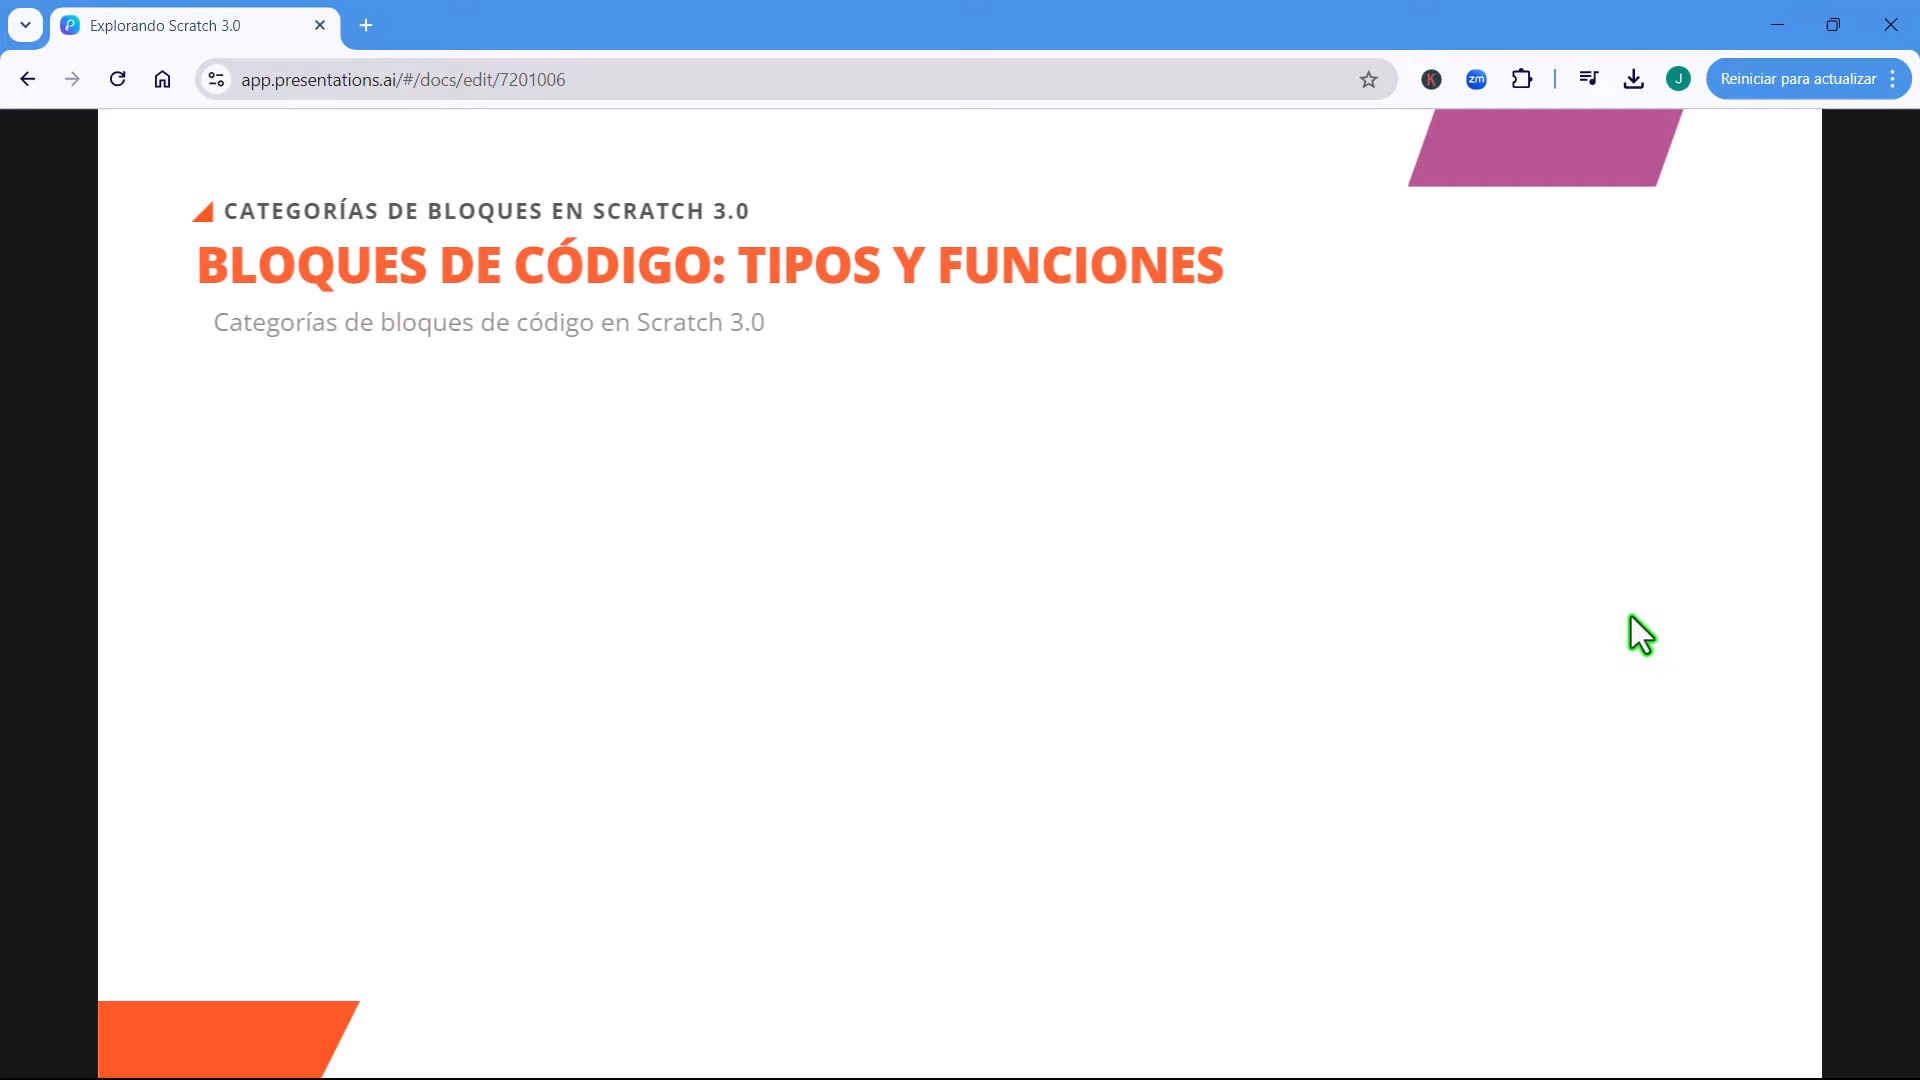 Explorando Scratch 3.0
app.presentations.ai/#/docs/edit/7201006
K
zm
J
Reiniciar para actualizar
CATEGORÍAS DE BLOQUES EN SCRATCH 3.0
BLOQUES DE CÓDIGO: TIPOS Y FUNCIONES
Categorías de bloques de código en Scratch 3.0